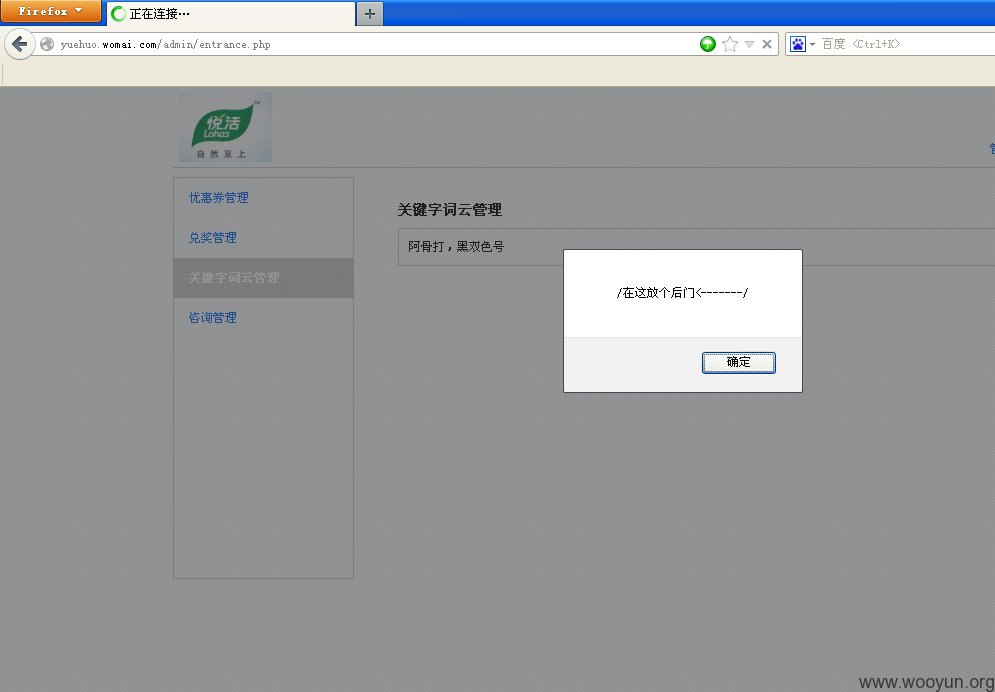 Firefox
正在连接…
yuehuo.womai.com/admin/entrance.php
百度 <Ctrl+K>
悦活
Lohas
TM
自然至上
优惠券管理
关键字词云管理
兑奖管理
阿骨打，黑双色号
关键字词云管理
/在这放个后门<-------/
咨询管理
确定
www.wooyun.org